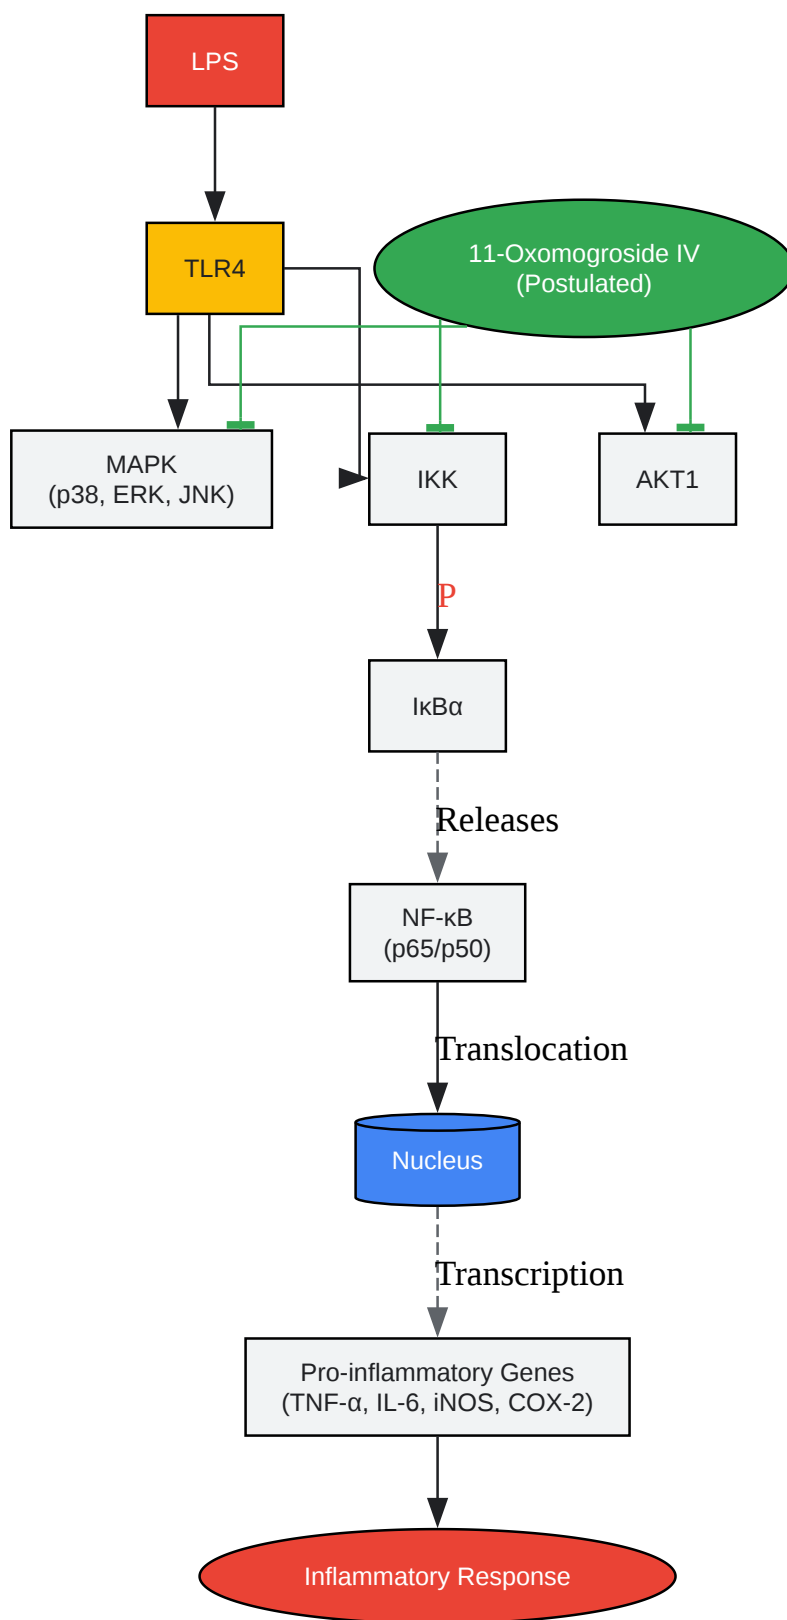 LPS
TLR4
11-Oxomogroside IV
(Postulated)
MAPK
(p38, ERK, JNK)
IKK
AKT1
P
IκBα
Releases
NF-κB
(p65/p50)
Translocation
Nucleus
Transcription
Pro-inflammatory Genes
(TNF-α, IL-6, iNOS, COX-2)
Inflammatory Response